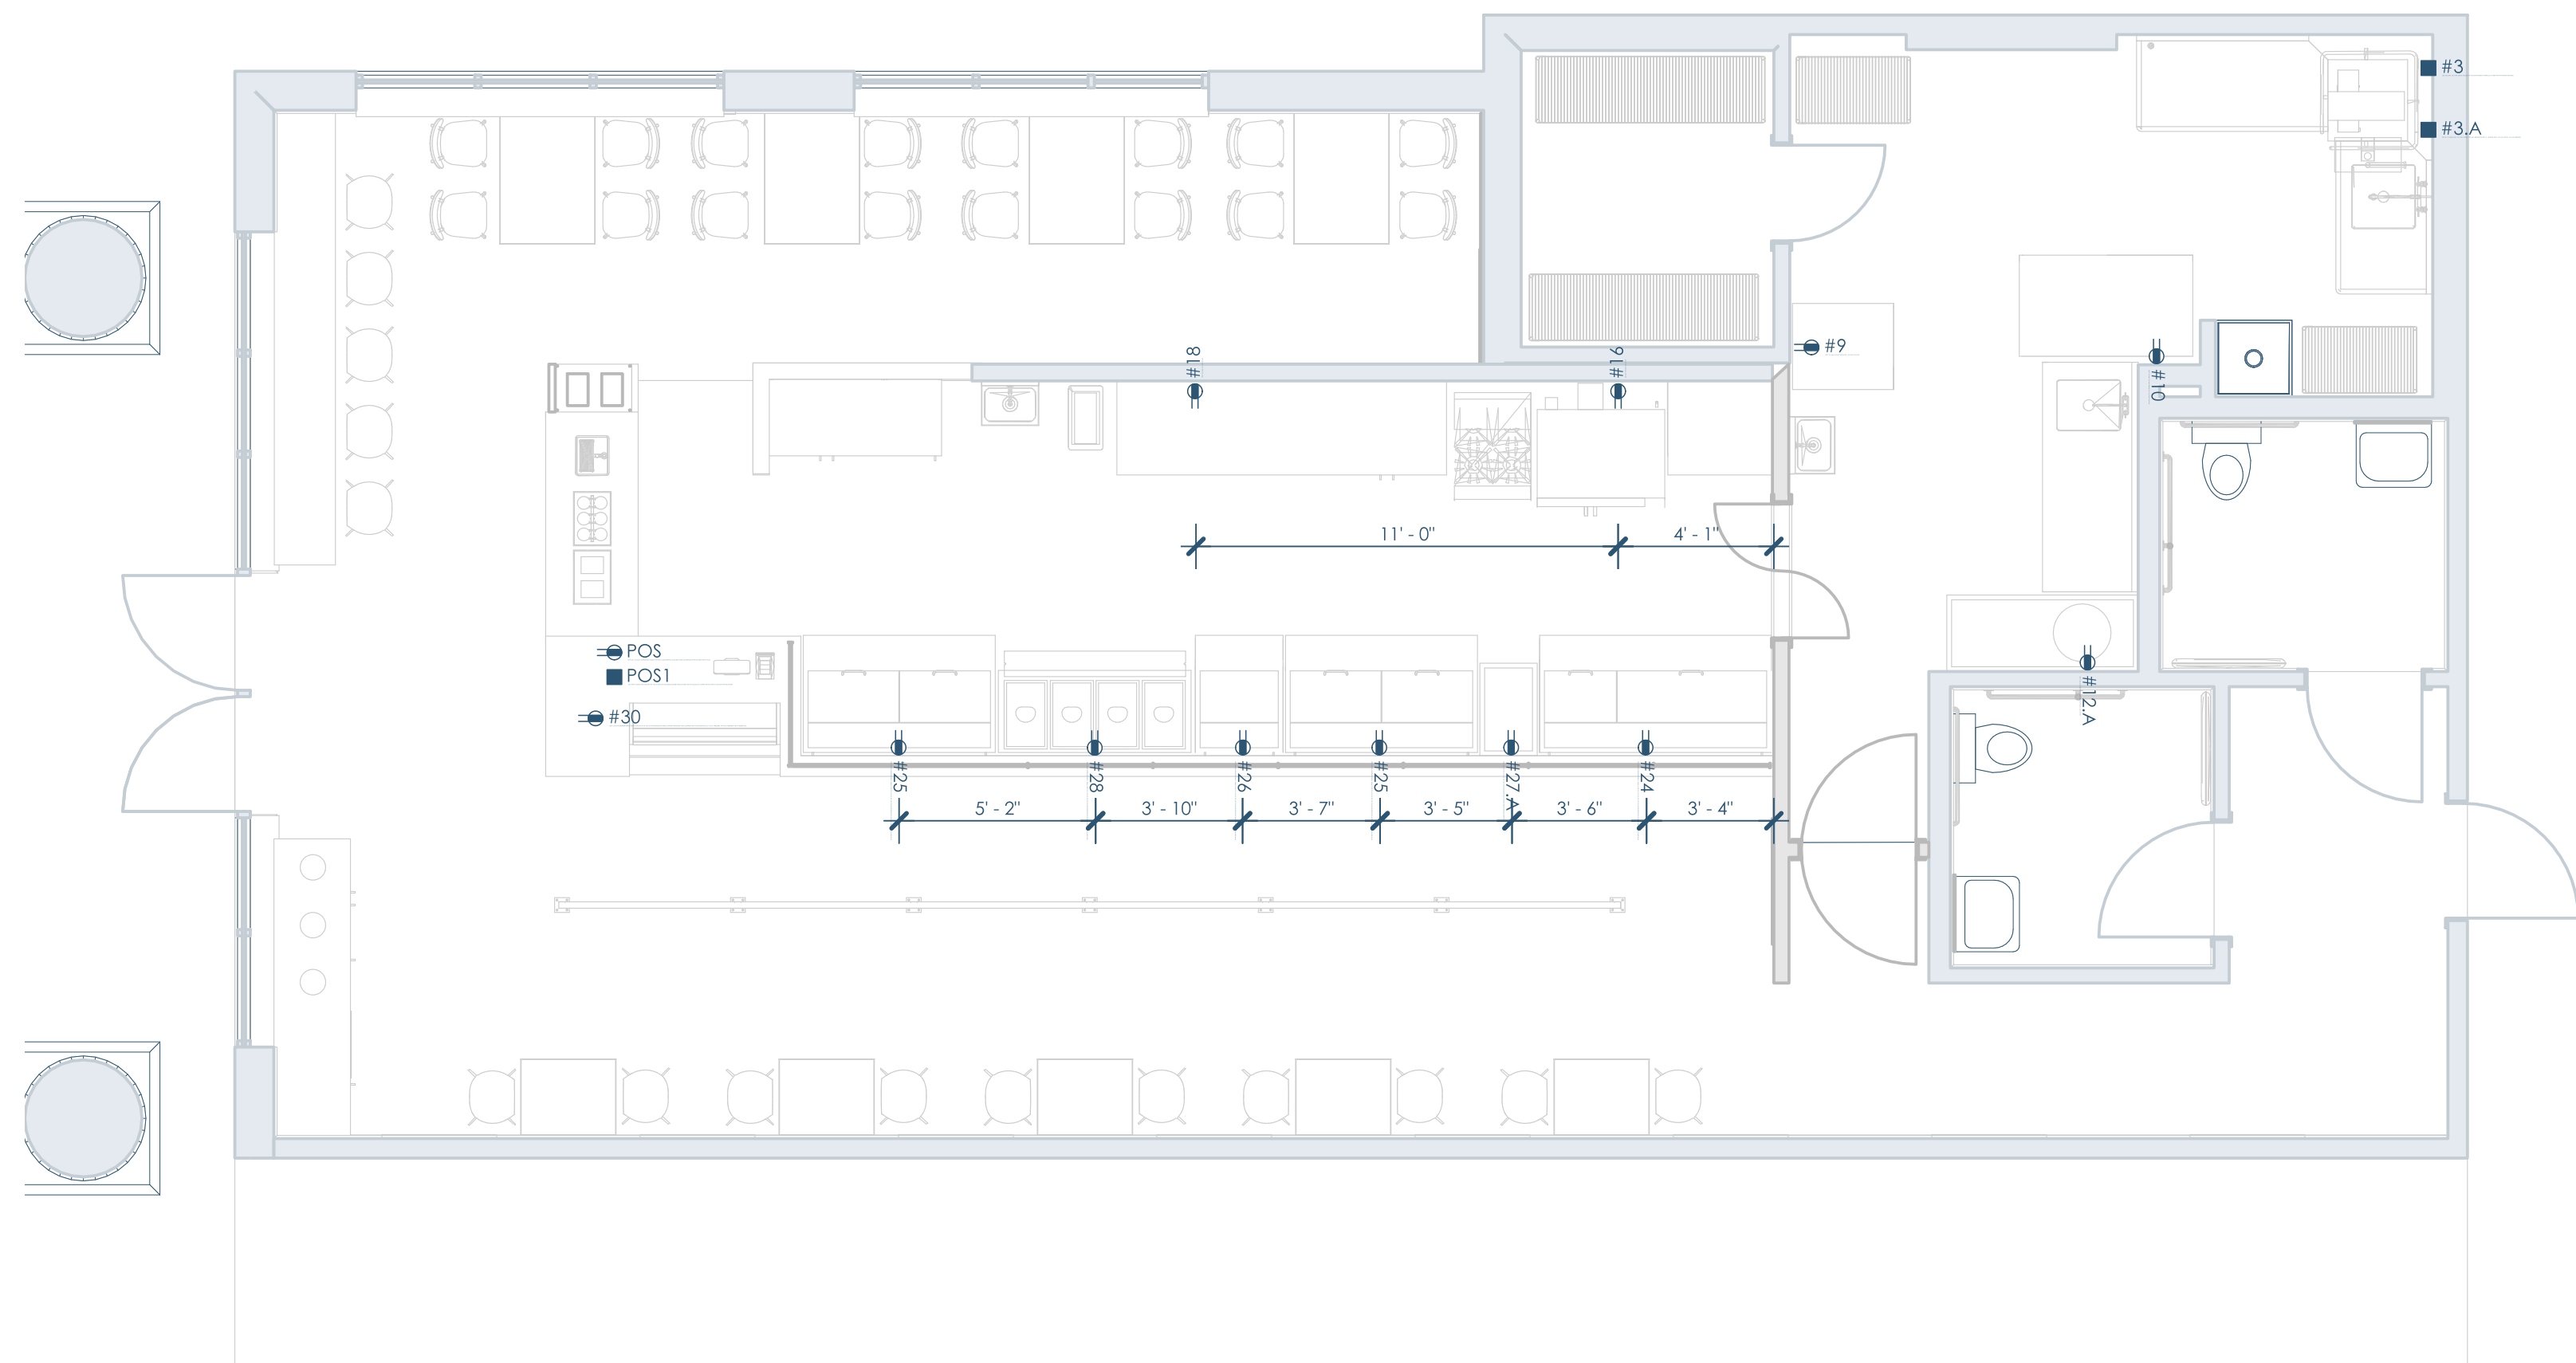 #3
#3.A
#18
#16
#9
#10
11' - 0"
4' - 1"
POS
POS1
#30
#12.A
#25
#28
#26
#25
#27.A
#24
5' - 2"
3' - 10"
3' - 7"
3' - 5"
3' - 6"
3' - 4"